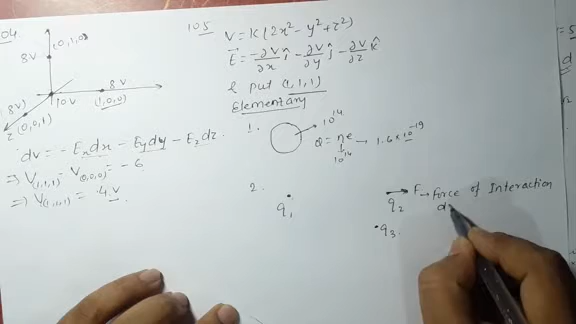 04
(0,1,0)
8V
8V
(1,0,0)
8V)
10V
z (0,0,1)
dv = -Exdx - Eydy - Ezdz.
⇒ V(1,1,1) - V(0,0,0) = -6
⇒ V(1,1,1) = 4V
105
V = K(2x² - y² + z²)
E⃗ = -∂V/∂x î - ∂V/∂y ĵ - ∂V/∂z k̂
& put (1,1,1)
Elementary
1.
10¹⁴
Q = ne → 1.6×10⁻¹⁹
10¹⁴
2.
q₁
q₂
F → Force of Interaction
q₃.
d